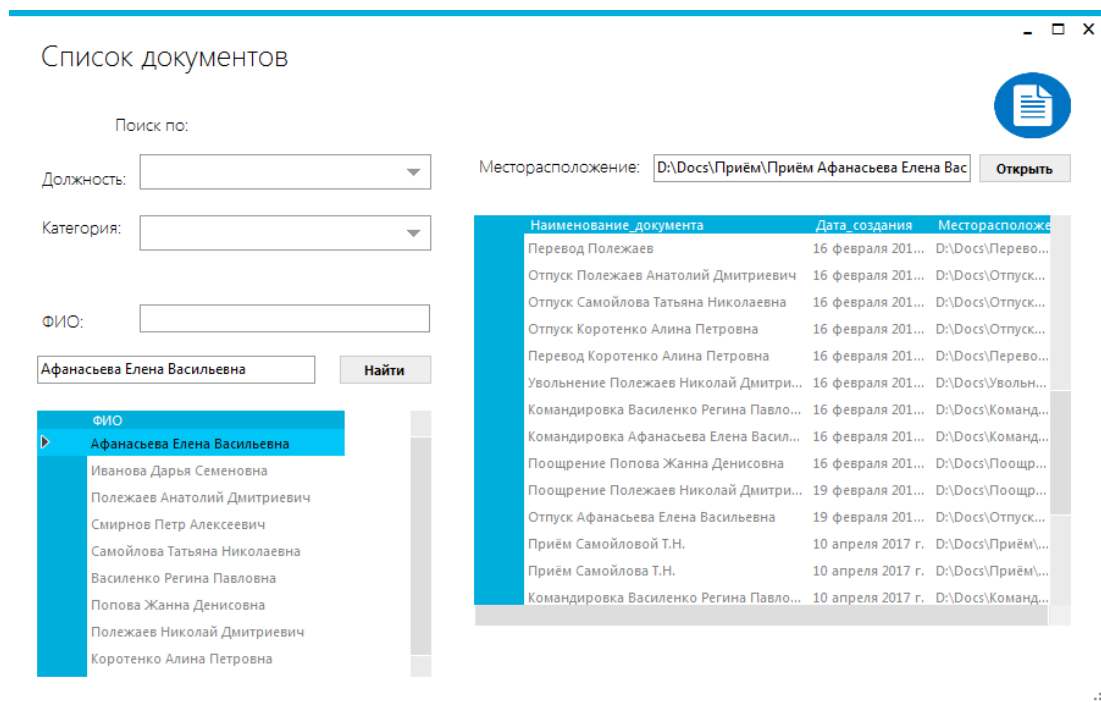 Список документов
Поиск по:
Должность:
Категория:
ФИО:
Афанасьева Елена Васильевна Найти
ФИО
Афанасьева Елена Васильевна
Иванова Дарья Семеновна
Полежаев Анатолий Дмитриевич
Смирнов Петр Алексеевич
Самойлова Татьяна Николаевна
Василенко Регина Павловна
Попова Жанна Денисовна
Полежаев Николай Дмитриевич
Коротенко Алина Петровна
Месторасположение: D:\Docs\Приём\Приём Афанасьева Елена Вас Открыть
Наименование_документа Дата_создания Месторасположе
Перевод Полежаев 16 февраля 201... D:\Docs\Перево...
Отпуск Полежаев Анатолий Дмитриевич 16 февраля 201... D:\Docs\Отпуск...
Отпуск Самойлова Татьяна Николаевна 16 февраля 201... D:\Docs\Отпуск...
Отпуск Коротенко Алина Петровна 16 февраля 201... D:\Docs\Отпуск...
Перевод Коротенко Алина Петровна 16 февраля 201... D:\Docs\Перево...
Увольнение Полежаев Николай Дмитри... 16 февраля 201... D:\Docs\Увольн...
Командировка Василенко Регина Павло... 16 февраля 201... D:\Docs\Команд...
Командировка Афанасьева Елена Васил... 16 февраля 201... D:\Docs\Команд...
Поощрение Попова Жанна Денисовна 16 февраля 201... D:\Docs\Поощр...
Поощрение Полежаев Николай Дмитри... 19 февраля 201... D:\Docs\Поощр...
Отпуск Афанасьева Елена Васильевна 19 февраля 201... D:\Docs\Отпуск...
Приём Самойловой Т.Н. 10 апреля 2017 г. D:\Docs\Приём\...
Приём Самойлова Т.Н. 10 апреля 2017 г. D:\Docs\Приём\...
Командировка Василенко Регина Павло... 10 апреля 2017 г. D:\Docs\Команд...